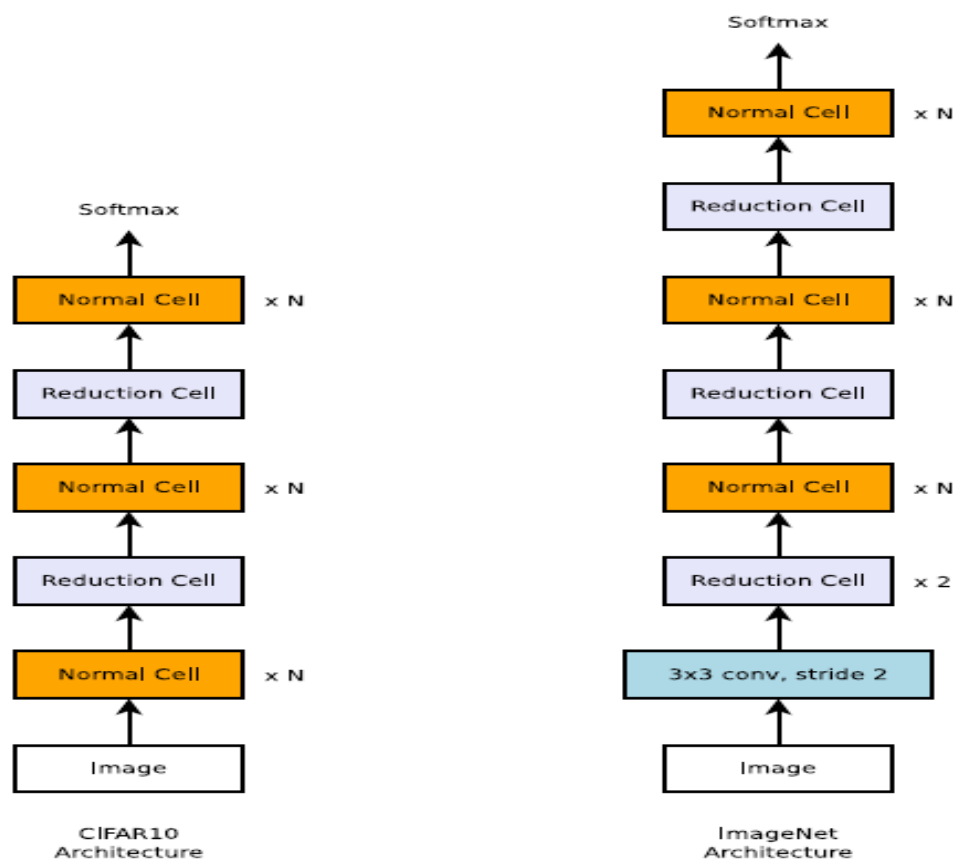 Softmax
Normal Cell
x N
Reduction Cell
Normal Cell
x N
Reduction Cell
Normal Cell
x N
Image
CIFAR10
Architecture
Softmax
Normal Cell
x N
Reduction Cell
Normal Cell
x N
Reduction Cell
Normal Cell
x N
Reduction Cell
x 2
3x3 conv, stride 2
Image
ImageNet
Architecture